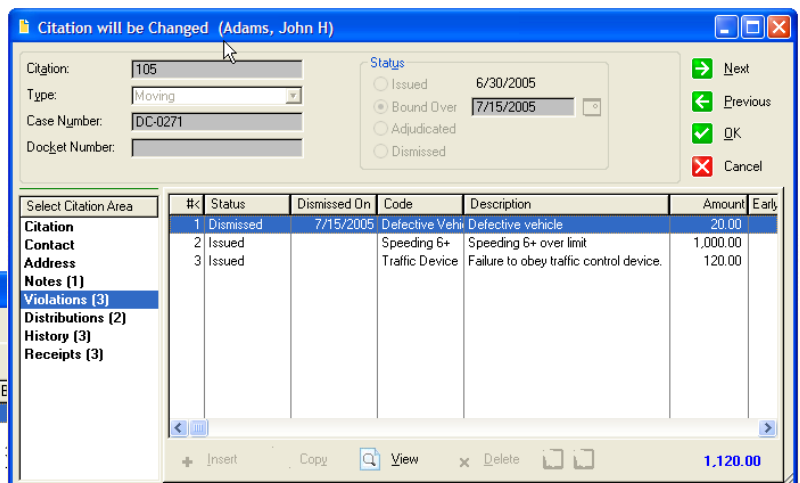 Citation will be Changed (Adams, John H)
Citation: 105
Type: Moving
Case Number: DC-0271
Docket Number:
Status
Issued 6/30/2005
Bound Over 7/15/2005
Adjudicated
Dismissed
Next
Previous
OK
Cancel
Select Citation Area
Citation
Contact
Address
Notes (1)
Violations (3)
Distributions (2)
History (3)
Receipts (3)
#< Status Dismissed On Code Description Amount Early
1 Dismissed 7/15/2005 Defective Vehi Defective vehicle 20.00
2 Issued Speeding 6+ Speeding 6+ over limit 1,000.00
3 Issued Traffic Device Failure to obey traffic control device. 120.00
Insert Copy View Delete 1,120.00